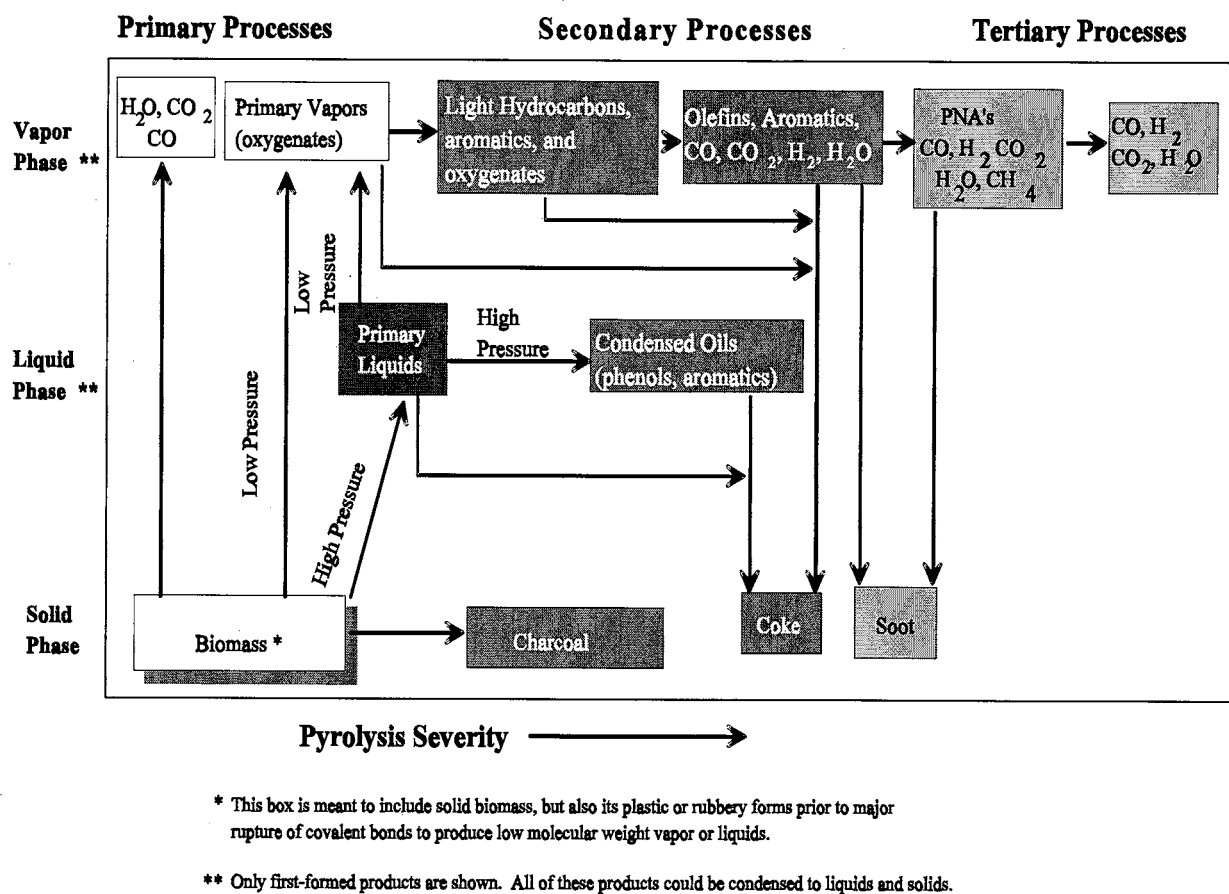 Primary Processes
Secondary Processes
Tertiary Processes
Vapor
Phase **
H₂O, CO₂
CO
Primary Vapors
(oxygenates)
Light Hydrocarbons,
aromatics, and
oxygenates
Olefins, Aromatics,
CO, CO₂, H₂, H₂O
PNA's
CO, H₂ CO₂
H₂O, CH₄
CO, H₂
CO₂, H₂O
Low
Pressure
Liquid
Phase **
Primary
Liquids
High
Pressure
Condensed Oils
(phenols, aromatics)
Low Pressure
High Pressure
Solid
Phase
Biomass *
Charcoal
Coke
Soot
Pyrolysis Severity
* This box is meant to include solid biomass, but also its plastic or rubbery forms prior to major
rupture of covalent bonds to produce low molecular weight vapor or liquids.
** Only first-formed products are shown. All of these products could be condensed to liquids and solids.